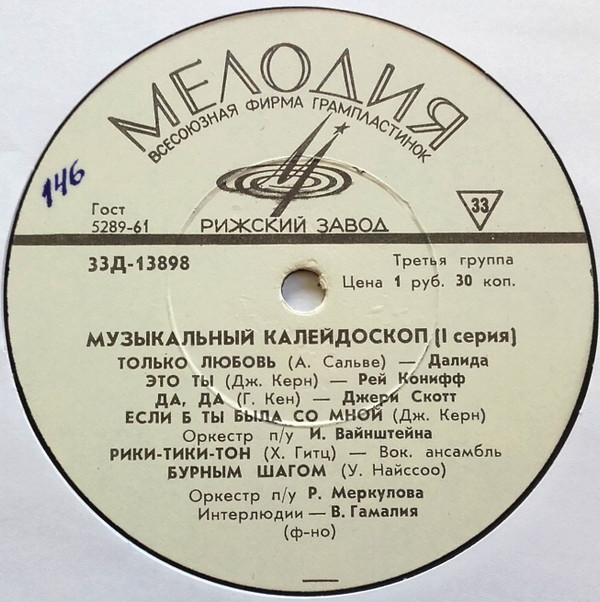 МЕЛОДИЯ
ВСЕСОЮЗНАЯ ФИРМА ГРАМПЛАСТИНОК
146
Гост
5289-61
РИЖСКИЙ ЗАВОД
33
33Д-13898
Третья группа
Цена 1 руб. 30 коп.
МУЗЫКАЛЬНЫЙ КАЛЕЙДОСКОП (I серия)
ТОЛЬКО ЛЮБОВЬ (А. Сальве) — Далида
ЭТО ТЫ (Дж. Керн) — Рей Конифф
ДА, ДА (Г. Кен) — Джери Скотт
ЕСЛИ Б ТЫ БЫЛА СО МНОЙ (Дж. Керн)
Оркестр п/у И. Вайнштейна
РИКИ-ТИКИ-ТОН (Х. Гитц) — Вок. ансамбль
БУРНЫМ ШАГОМ (У. Найссоо)
Оркестр п/у Р. Меркулова
Интерлюдии — В. Гамалия
(ф-но)